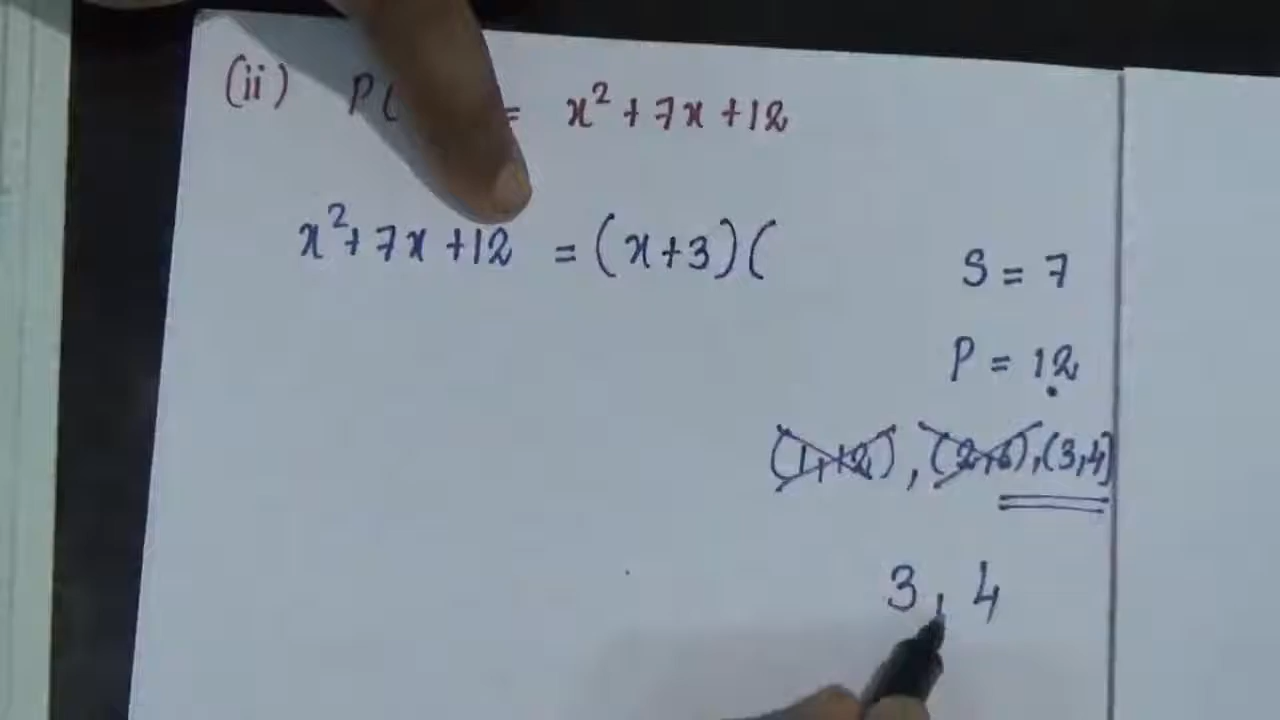 (ii) P( = x² + 7x + 12
x² + 7x + 12 = (x + 3) (
S = 7
P = 12
(1, 12), (2, 6), (3, 4)
3, 4